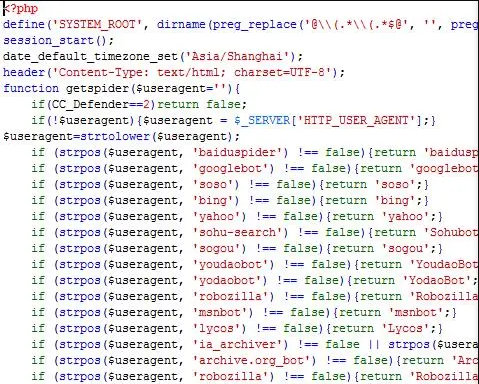 <?php
define('SYSTEM_ROOT', dirname(preg_replace('@\\(.*\\(.*$@', '', preg
session_start();
date_default_timezone_set('Asia/Shanghai');
header('Content-Type: text/html; charset=UTF-8');
function getspider($useragent=''){
    if(CC_Defender==2)return false;
    if(!$useragent){$useragent = $_SERVER['HTTP_USER_AGENT'];}
$useragent=strtolower($useragent);
    if (strpos($useragent, 'baiduspider') !== false){return 'baidusp
    if (strpos($useragent, 'googlebot') !== false){return 'googlebot
    if (strpos($useragent, 'soso') !== false){return 'soso';}
    if (strpos($useragent, 'bing') !== false){return 'bing';}
    if (strpos($useragent, 'yahoo') !== false){return 'yahoo';}
    if (strpos($useragent, 'sohu-search') !== false){return 'Sohubot
    if (strpos($useragent, 'sogou') !== false){return 'sogou';}
    if (strpos($useragent, 'youdaobot') !== false){return 'YoudaoBot
    if (strpos($useragent, 'yodaobot') !== false){return 'YodaoBot';
    if (strpos($useragent, 'robozilla') !== false){return 'Robozilla
    if (strpos($useragent, 'msnbot') !== false){return 'msnbot';}
    if (strpos($useragent, 'lycos') !== false){return 'Lycos';}
    if (strpos($useragent, 'ia_archiver') !== false || strpos($usera
    if (strpos($useragent, 'archive.org_bot') !== false){return 'Arc
    if (strpos($useragent, 'robozilla') !== false){return 'Robozilla